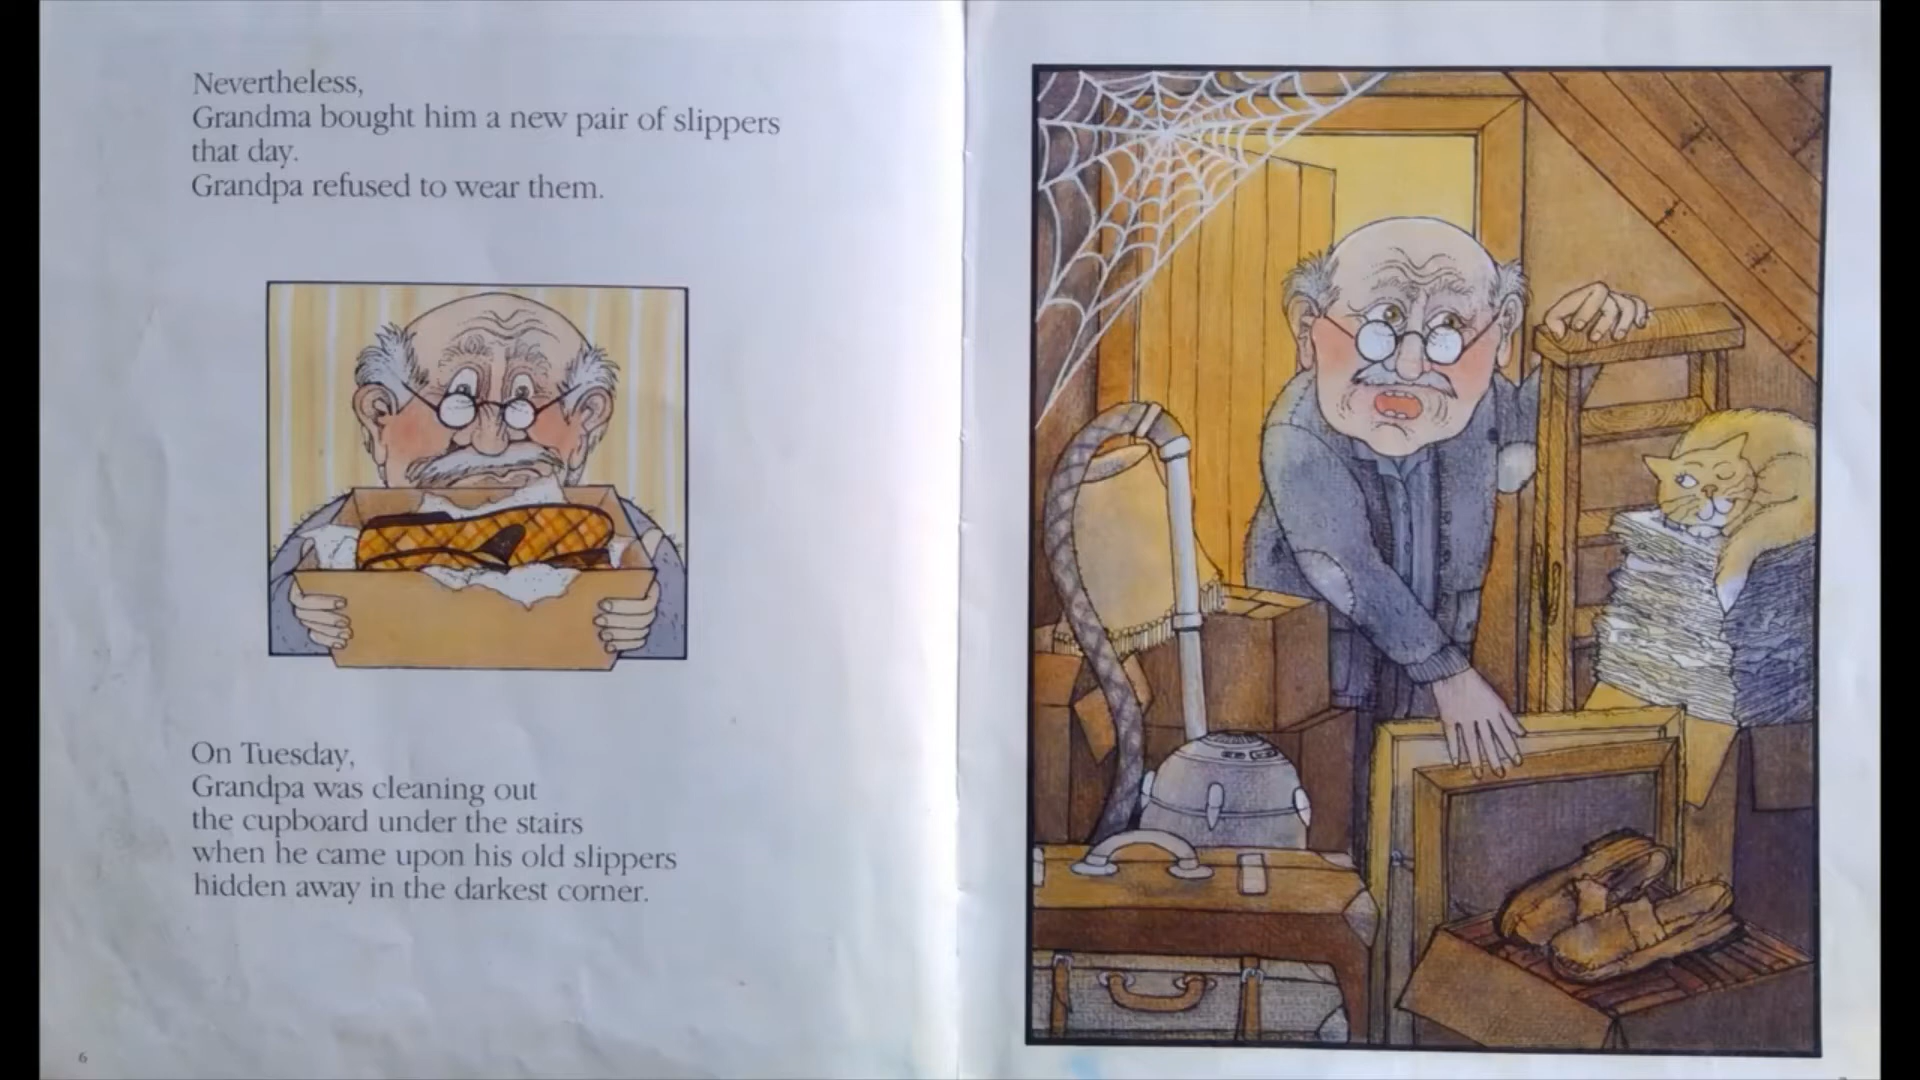 Nevertheless,
Grandma bought him a new pair of slippers
that day.
Grandpa refused to wear them.
On Tuesday,
Grandpa was cleaning out
the cupboard under the stairs
when he came upon his old slippers
hidden away in the darkest corner.
6